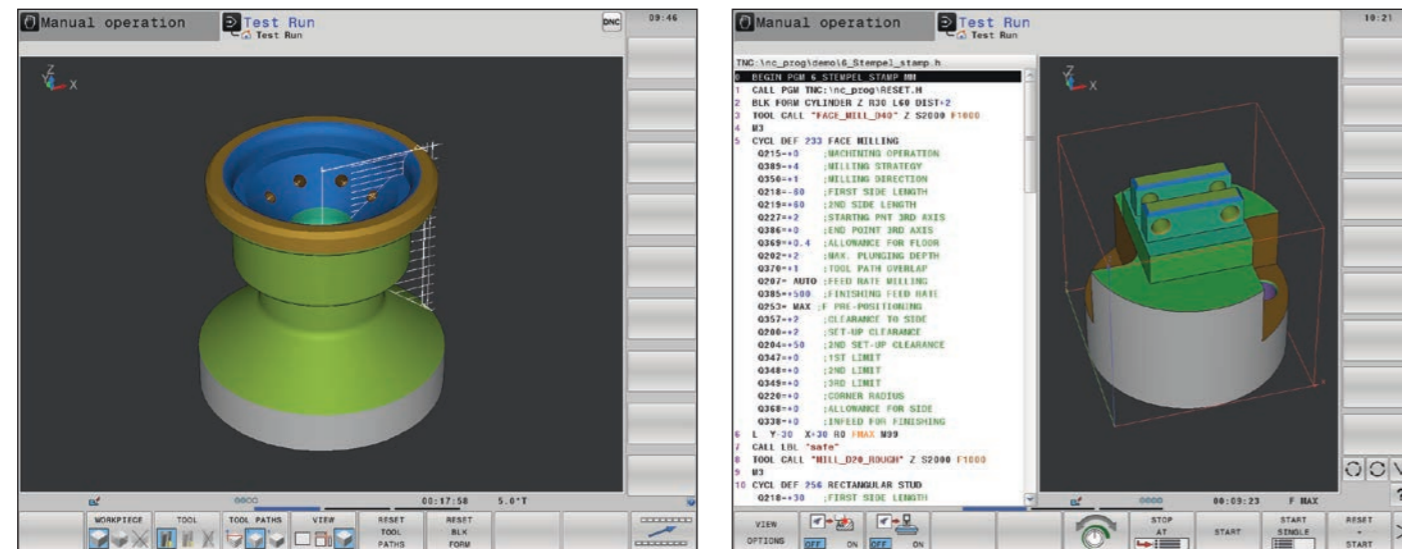 Manual operation
Test Run
Test Run
DNC
09:46
Z
Y
X
00:17:58
5.0*T
WORKPIECE
TOOL
TOOL PATHS
VIEW
RESET
TOOL
PATHS
RESET
BLK
FORM
Manual operation
Test Run
Test Run
10:21
TNC:\nc_prog\demo\6_Stempel_stamp.h
0 BEGIN PGM 6_STEMPEL_STAMP MM
1 CALL PGM TNC:\nc_prog\RESET.H
2 BLK FORM CYLINDER Z R30 L60 DIST+2
3 TOOL CALL "FACE_MILL_D40" Z S2000 F1000
4 M3
5 CYCL DEF 233 FACE MILLING
Q215=+0 ;MACHINING OPERATION
Q389=+4 ;MILLING STRATEGY
Q350=+1 ;MILLING DIRECTION
Q218=-60 ;FIRST SIDE LENGTH
Q219=+60 ;2ND SIDE LENGTH
Q227=+2 ;STARTNG PNT 3RD AXIS
Q386=+0 ;END POINT 3RD AXIS
Q369=+0.4 ;ALLOWANCE FOR FLOOR
Q202=+2 ;MAX. PLUNGING DEPTH
Q370=+1 ;TOOL PATH OVERLAP
Q207= AUTO ;FEED RATE MILLING
Q385=+500 ;FINISHING FEED RATE
Q253= MAX ;F PRE-POSITIONING
Q357=+2 ;CLEARANCE TO SIDE
Q200=+2 ;SET-UP CLEARANCE
Q204=+50 ;2ND SET-UP CLEARANCE
Q347=+0 ;1ST LIMIT
Q348=+0 ;2ND LIMIT
Q349=+0 ;3RD LIMIT
Q220=+0 ;CORNER RADIUS
Q368=+0 ;ALLOWANCE FOR SIDE
Q338=+0 ;INFEED FOR FINISHING
6 L Y-30 X+30 R0 FMAX M99
7 CALL LBL "safe"
8 TOOL CALL "MILL_D20_ROUGH" Z S2000 F1000
9 M3
10 CYCL DEF 256 RECTANGULAR STUD
Q218=+30 ;FIRST SIDE LENGTH
Z
Y
X
00:09:23
F MAX
VIEW
OPTIONS
OFF
ON
OFF
ON
STOP
AT
START
START
SINGLE
RESET
+
START